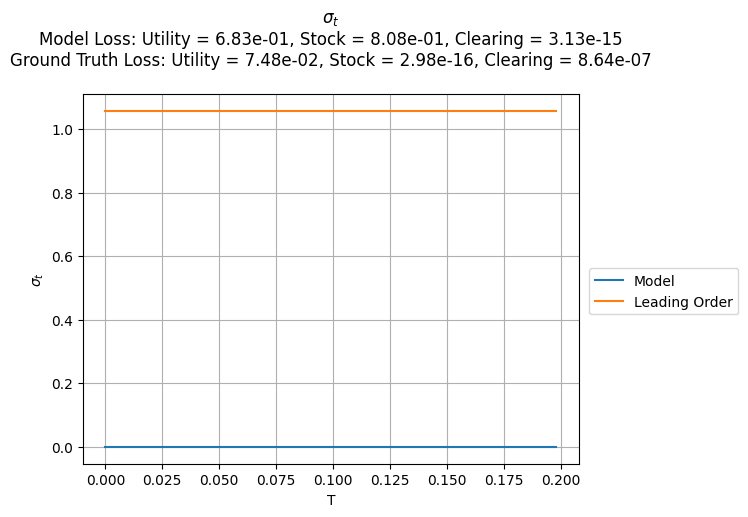 σt
Model Loss: Utility = 6.83e-01, Stock = 8.08e-01, Clearing = 3.13e-15
Ground Truth Loss: Utility = 7.48e-02, Stock = 2.98e-16, Clearing = 8.64e-07
1.0
0.8
0.6
0.4
0.2
0.0
σt
0.000 0.025 0.050 0.075 0.100 0.125 0.150 0.175 0.200
T
Model
Leading Order